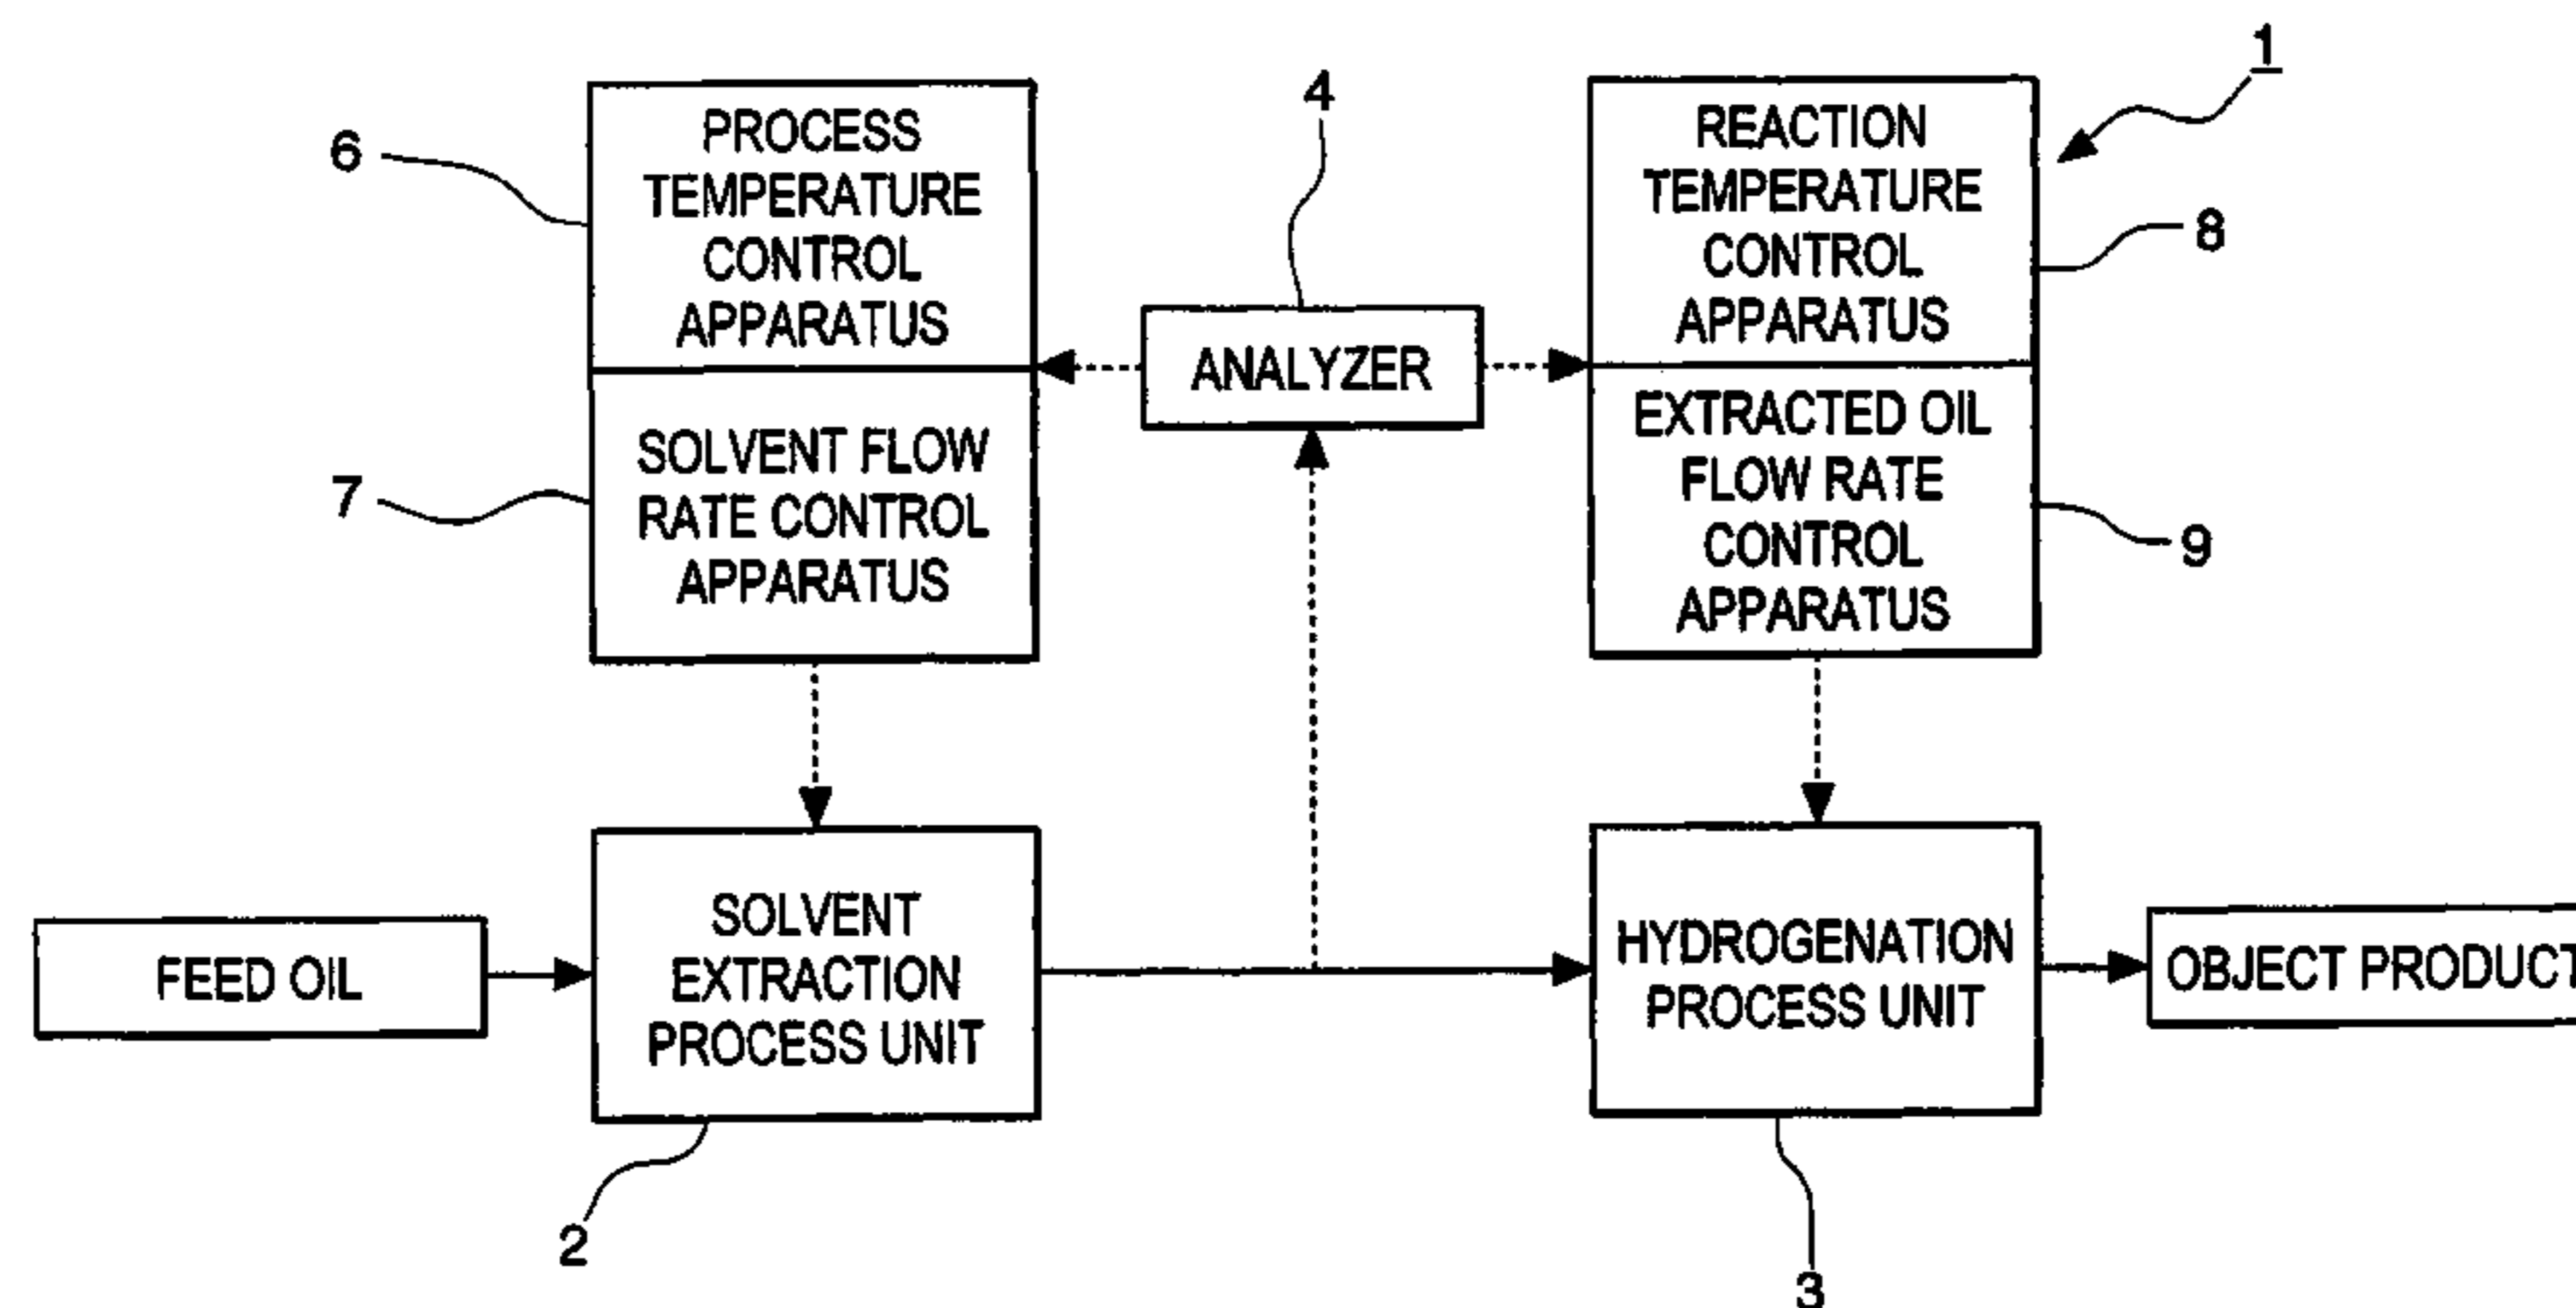 1
4
6
PROCESS
TEMPERATURE
CONTROL
APPARATUS
REACTION
TEMPERATURE
CONTROL
APPARATUS
8
ANALYZER
7
SOLVENT FLOW
RATE CONTROL
APPARATUS
EXTRACTED OIL
FLOW RATE
CONTROL
APPARATUS
9
FEED OIL
SOLVENT
EXTRACTION
PROCESS UNIT
HYDROGENATION
PROCESS UNIT
OBJECT PRODUCT
2
3